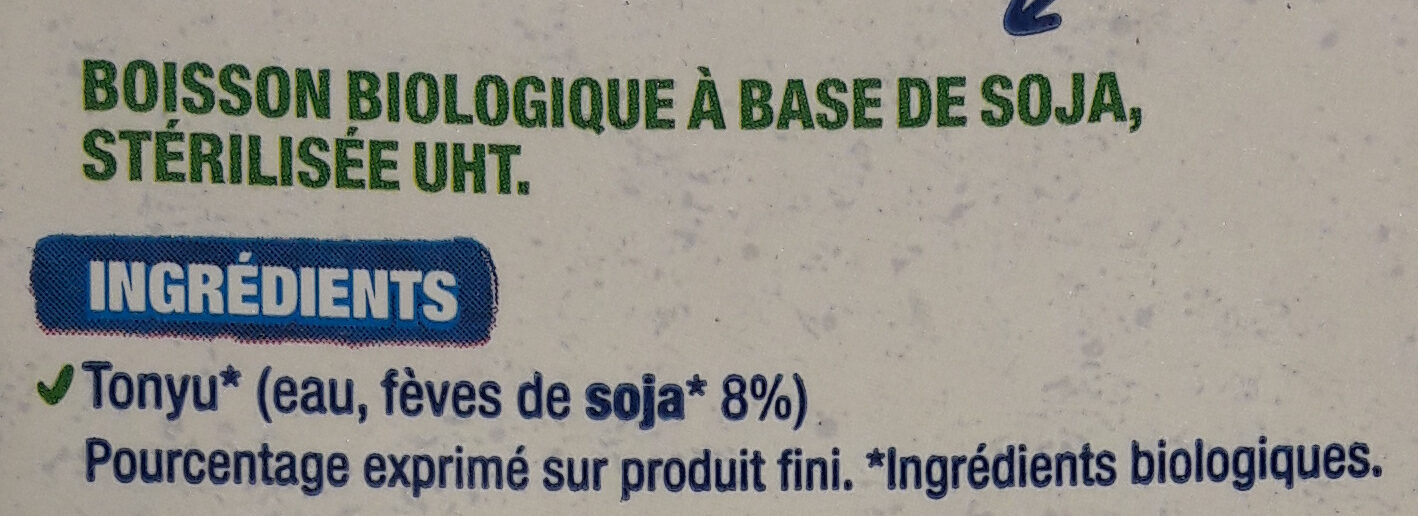 BOISSON BIOLOGIQUE À BASE DE SOJA,
STÉRILISÉE UHT.
INGRÉDIENTS
Tonyu* (eau, fèves de soja* 8%)
Pourcentage exprimé sur produit fini. *Ingrédients biologiques.